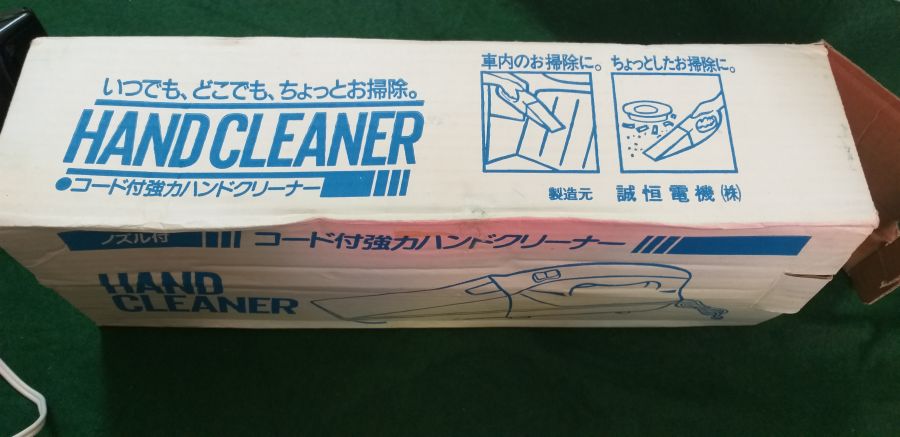 いつでも、どこでも、ちょっとお掃除。
HAND CLEANER
●コード付強力ハンドクリーナー
車内のお掃除に。
ちょっとしたお掃除に。
製造元 誠恒電機(株)
ノズル付
コード付強力ハンドクリーナー
HAND
CLEANER